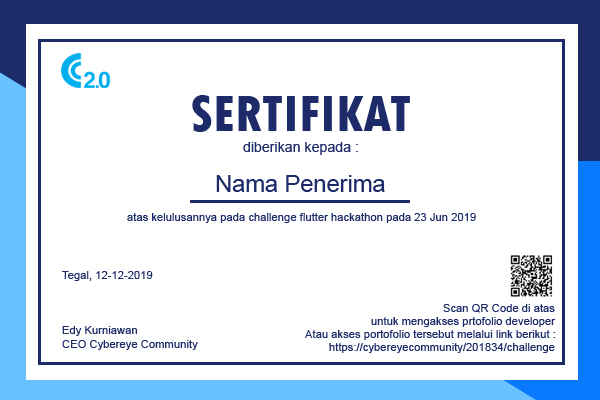 2.0
SERTIFIKAT
diberikan kepada :
Nama Penerima
atas kelulusannya pada challenge flutter hackathon pada 23 Jun 2019
Tegal, 12-12-2019
Edy Kurniawan
CEO Cybereye Community
Scan QR Code di atas
untuk mengakses prtofolio developer
Atau akses portofolio tersebut melalui link berikut :
https://cybereyecommunity/201834/challenge